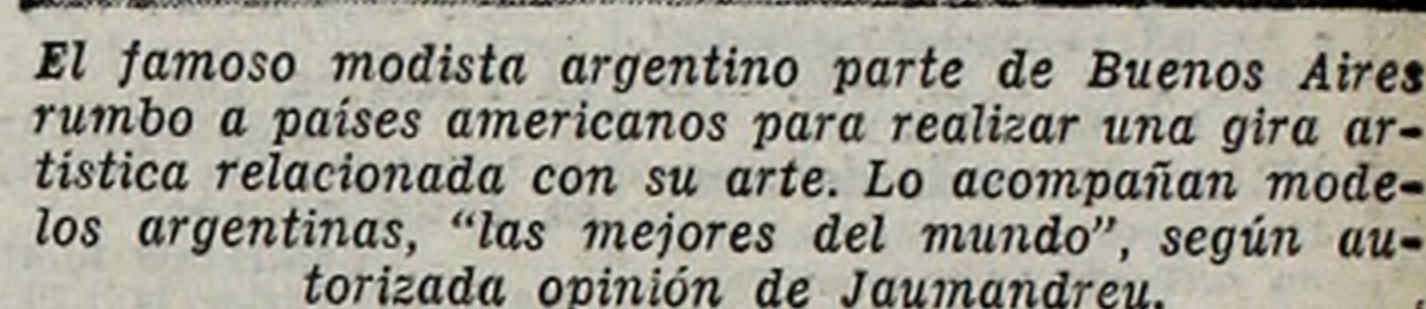 El famoso modista argentino parte de Buenos Aires
rumbo a países americanos para realizar una gira ar-
tística relacionada con su arte. Lo acompañan mode-
los argentinas, “las mejores del mundo”, según au-
torizada opinión de Jaumandreu.